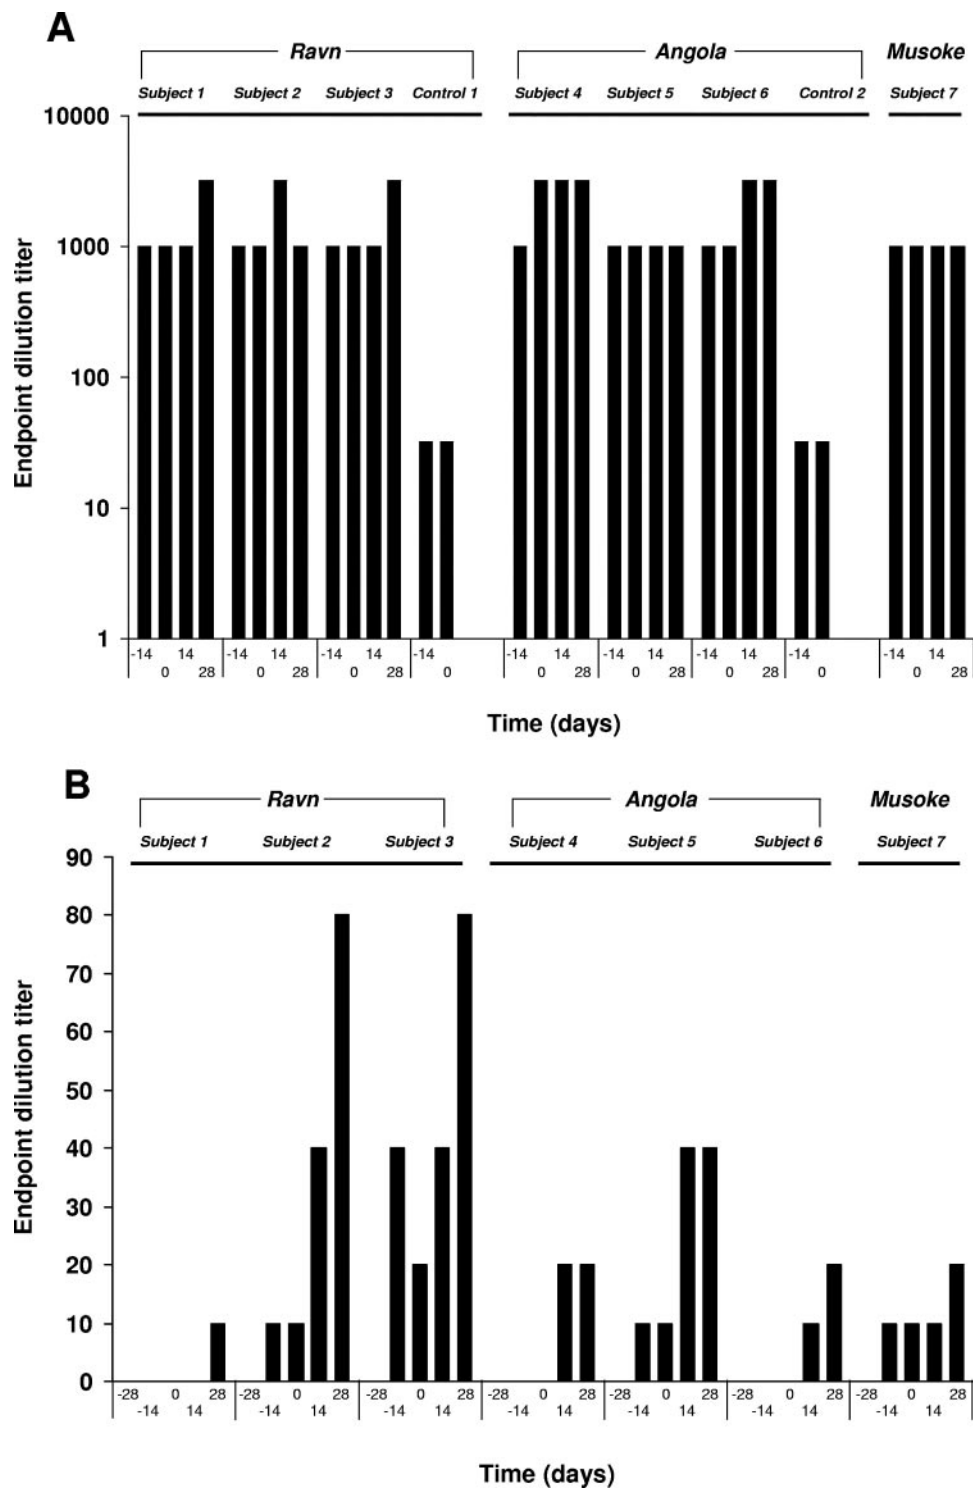 A
Ravn Angola Musoke
Subject 1 Subject 2 Subject 3 Control 1 Subject 4 Subject 5 Subject 6 Control 2 Subject 7
10000
1000
100
10
1
Endpoint dilution titer
-14 14 -14 14 -14 14 -14 -14 14 -14 14 -14 14 -14 -14 14
0 28 0 28 0 28 0 0 28 0 28 0 28 0 0 28
Time (days)
B
Ravn Angola Musoke
Subject 1 Subject 2 Subject 3 Subject 4 Subject 5 Subject 6 Subject 7
90
80
70
60
50
40
30
20
10
0
Endpoint dilution titer
-28 0 28 -28 0 28 -28 0 28 -28 0 28 -28 0 28 -28 0 28 -28 0 28
-14 14 -14 14 -14 14 -14 14 -14 14 -14 14 -14 14
Time (days)